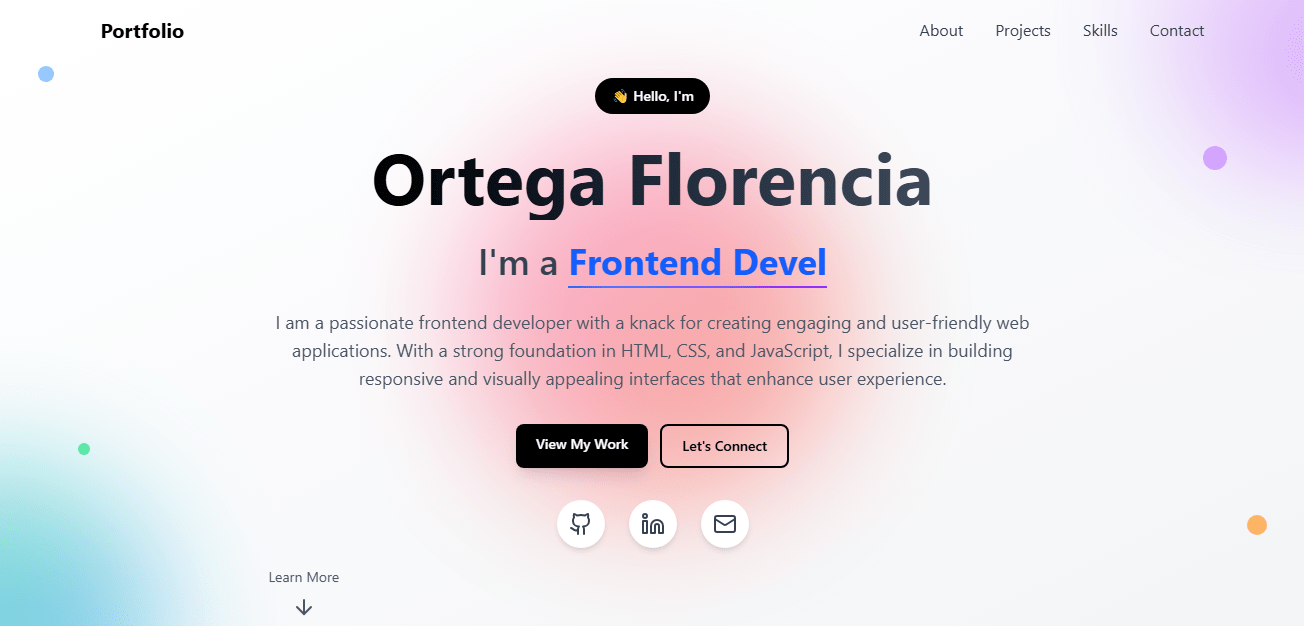 Portfolio
About Projects Skills Contact
👋 Hello, I'm
Ortega Florencia
I'm a Frontend Devel
I am a passionate frontend developer with a knack for creating engaging and user-friendly web
applications. With a strong foundation in HTML, CSS, and JavaScript, I specialize in building
responsive and visually appealing interfaces that enhance user experience.
View My Work
Let's Connect
Learn More